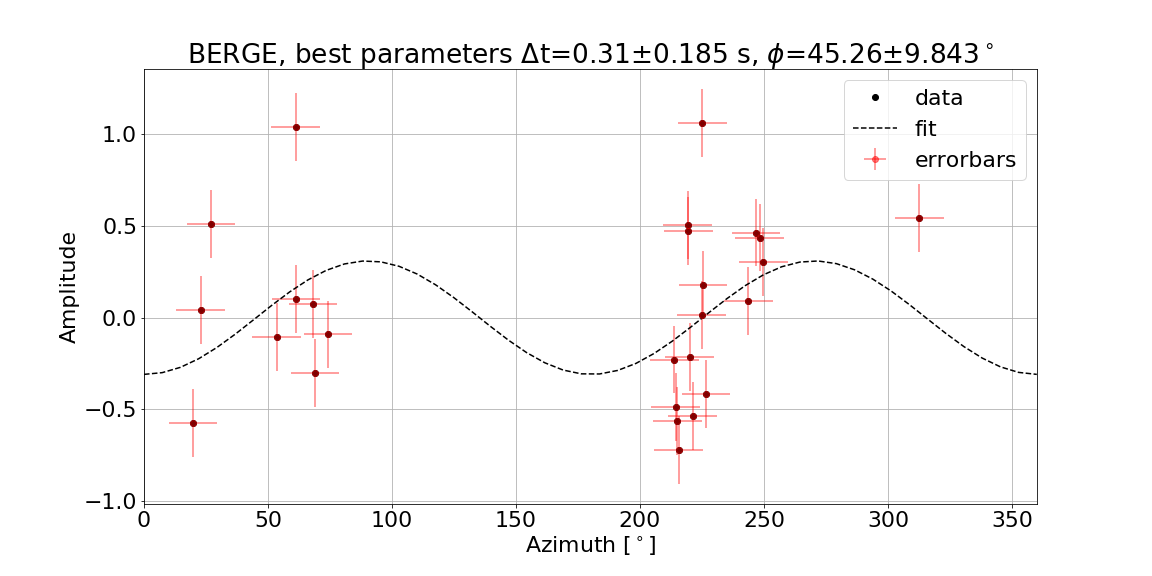 BERGE, best parameters Δt=0.31±0.185 s, ϕ=45.26±9.843°
data
fit
errorbars
1.0
0.5
0.0
−0.5
−1.0
Amplitude
0 50 100 150 200 250 300 350
Azimuth [°]